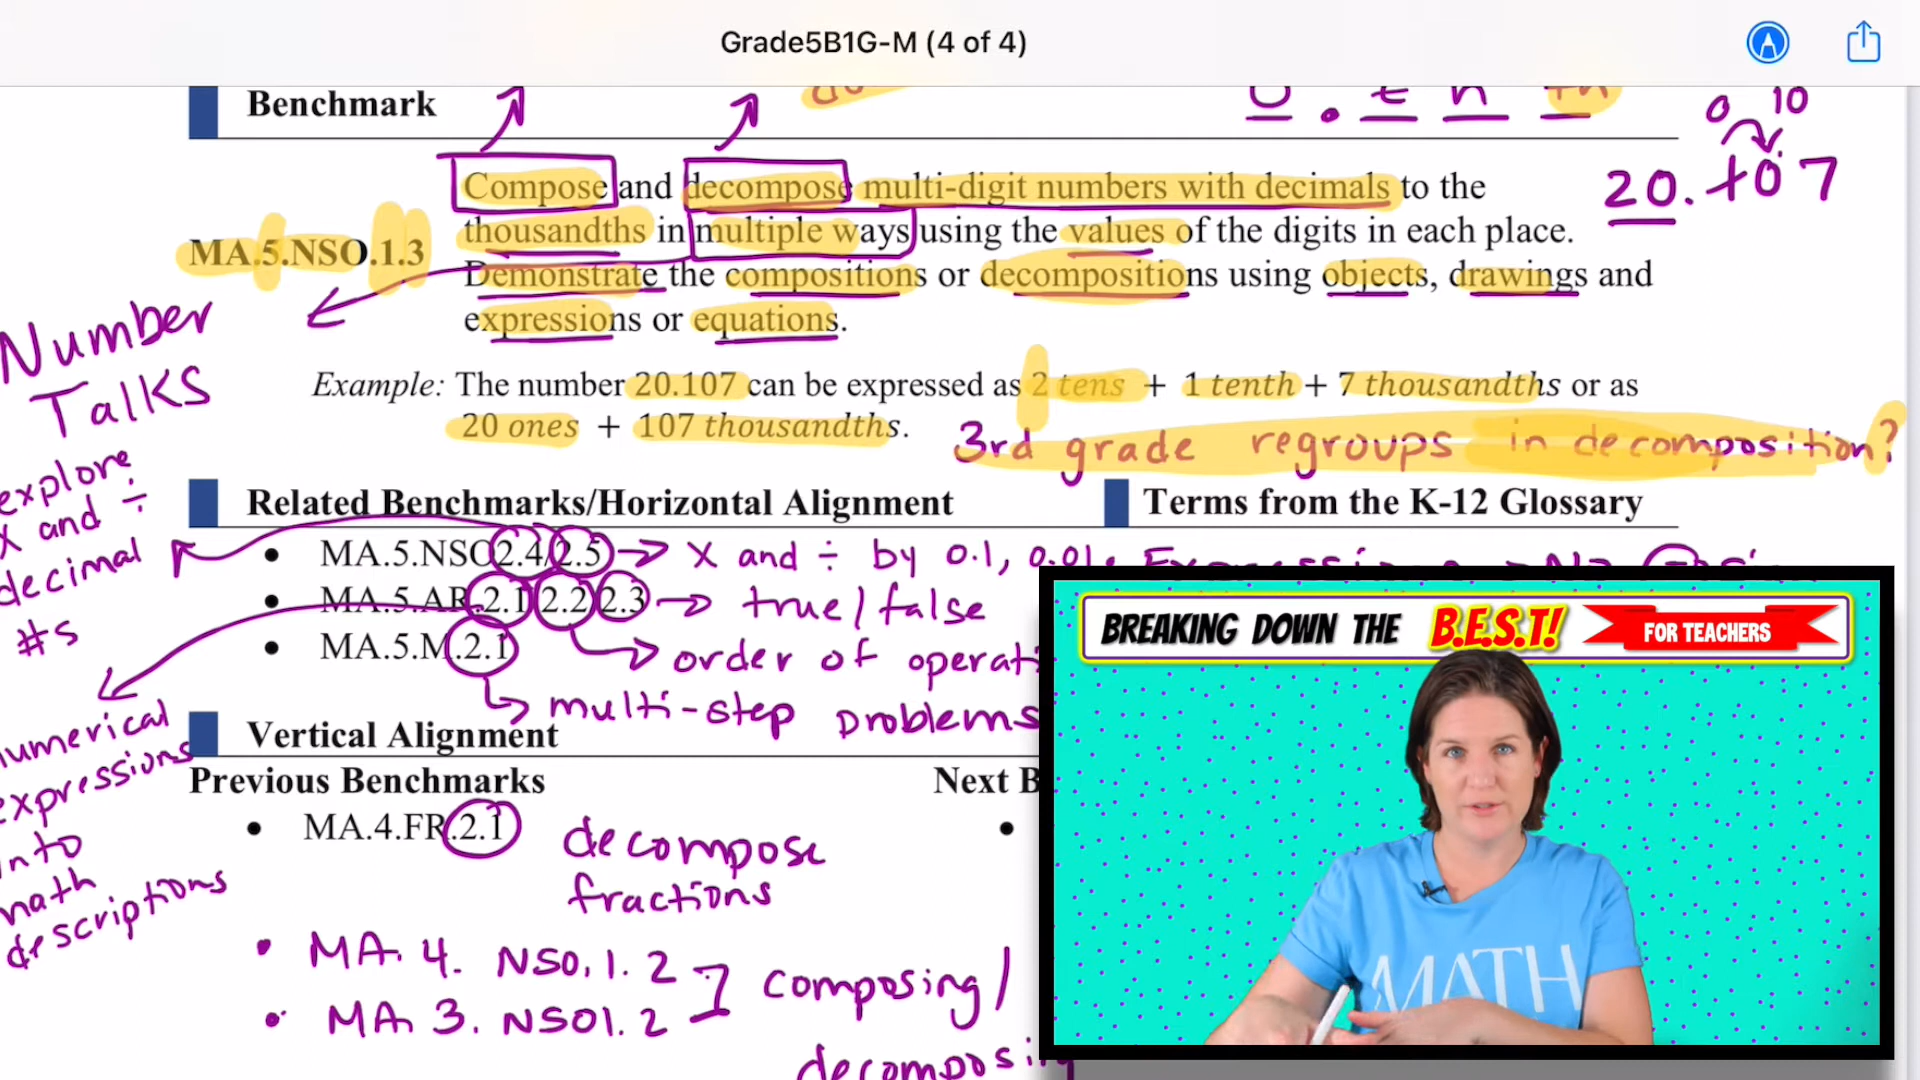 Grade5B1G-M (4 of 4)
Benchmark
0 10
20.107
Compose and decompose multi-digit numbers with decimals to the
thousandths in multiple ways using the values of the digits in each place.
MA.5.NSO.1.3
Demonstrate the compositions or decompositions using objects, drawings and
expressions or equations.
Number
Talks
Example: The number 20.107 can be expressed as 2 tens + 1 tenth + 7 thousandths or as
20 ones + 107 thousandths.
3rd grade regroups in decomposition?
explore
x and ÷
decimal
#s
Related Benchmarks/Horizontal Alignment
Terms from the K-12 Glossary
MA.5.NSO.2.4/2.5 → x and ÷ by 0.1, 0.01
MA.5.AR.2.1 2.2 2.3 → true/false
order of operati
MA.5.M.2.1
multi-step problems
numerical
expressions
into
math
descriptions
Vertical Alignment
Previous Benchmarks
Next B
MA.4.FR.2.1
decompose
fractions
MA. 4. NSO.1.2
MA. 3. NSO1.2
composing/
decomposing
BREAKING DOWN THE B.E.S.T! FOR TEACHERS
MATH